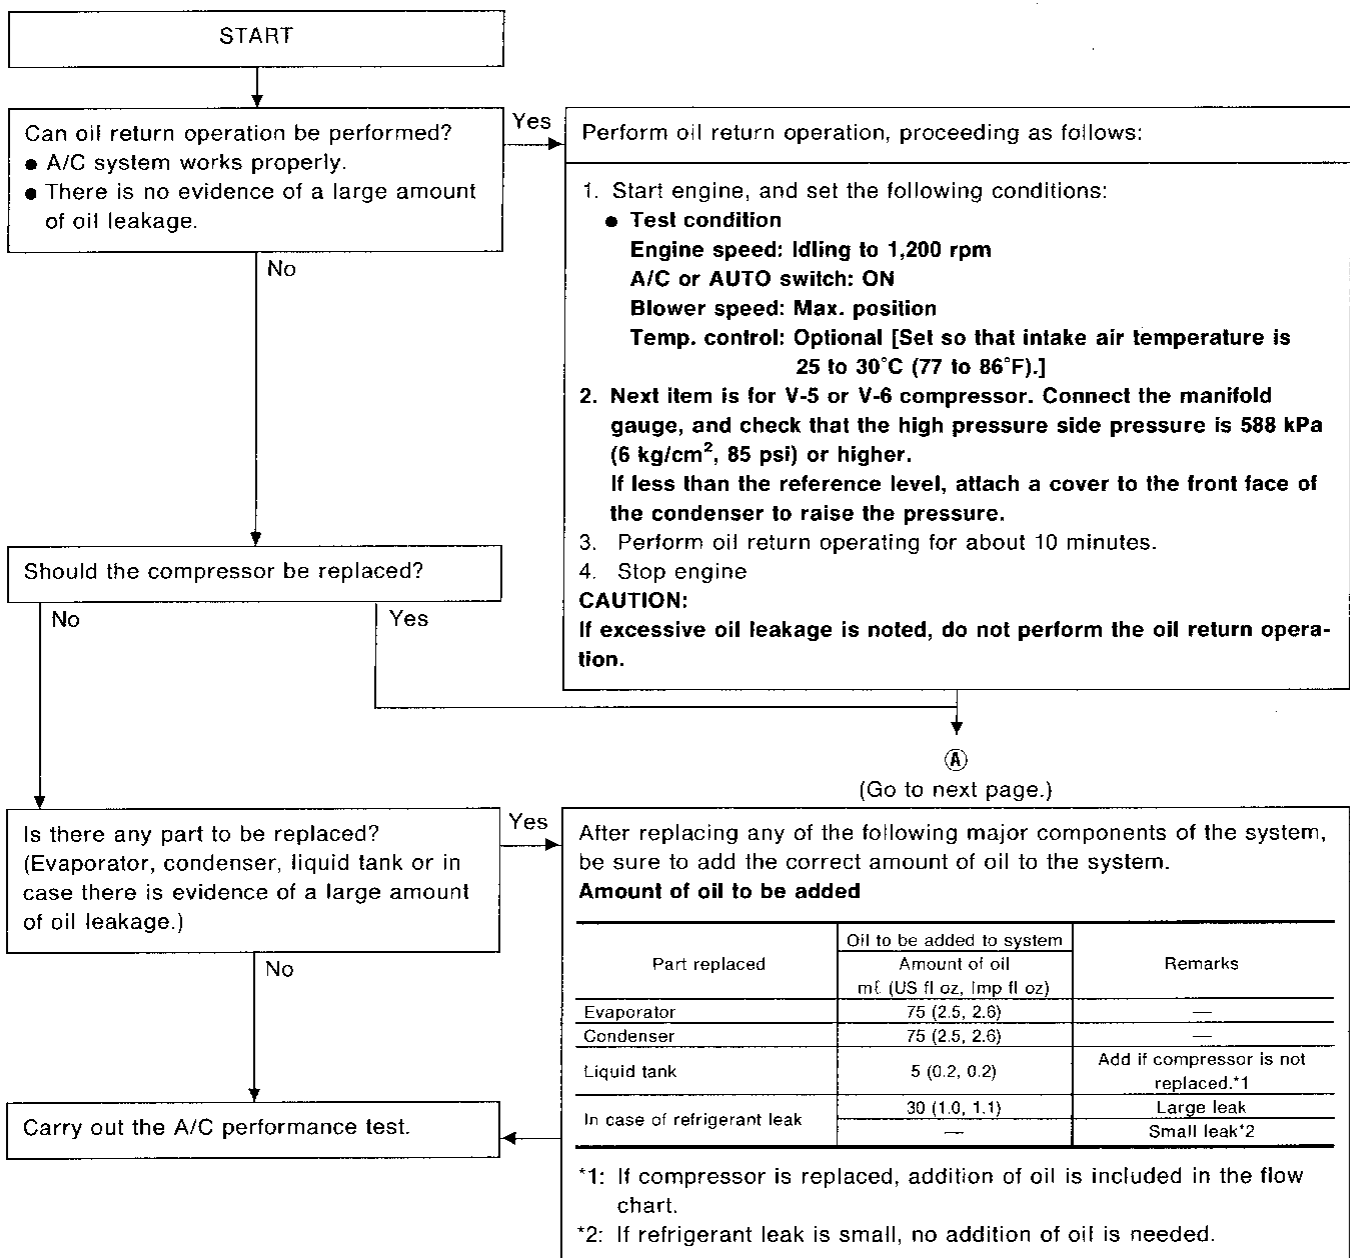 START
Can oil return operation be performed?
● A/C system works properly.
● There is no evidence of a large amount
of oil leakage.
Yes
No
Perform oil return operation, proceeding as follows:
1. Start engine, and set the following conditions:
● Test condition
Engine speed: Idling to 1,200 rpm
A/C or AUTO switch: ON
Blower speed: Max. position
Temp. control: Optional [Set so that intake air temperature is
25 to 30°C (77 to 86°F).]
2. Next item is for V-5 or V-6 compressor. Connect the manifold
gauge, and check that the high pressure side pressure is 588 kPa
(6 kg/cm², 85 psi) or higher.
If less than the reference level, attach a cover to the front face of
the condenser to raise the pressure.
3. Perform oil return operating for about 10 minutes.
4. Stop engine
CAUTION:
If excessive oil leakage is noted, do not perform the oil return opera-
tion.
Should the compressor be replaced?
No
Yes
Ⓐ
(Go to next page.)
Is there any part to be replaced?
(Evaporator, condenser, liquid tank or in
case there is evidence of a large amount
of oil leakage.)
Yes
No
After replacing any of the following major components of the system,
be sure to add the correct amount of oil to the system.
Amount of oil to be added
Part replaced
Oil to be added to system
Amount of oil
mℓ (US fl oz, Imp fl oz)
Remarks
Evaporator 75 (2.5, 2.6) —
Condenser 75 (2.5, 2.6) —
Liquid tank 5 (0.2, 0.2) Add if compressor is not
replaced.*1
In case of refrigerant leak 30 (1.0, 1.1) Large leak
— Small leak*2
*1: If compressor is replaced, addition of oil is included in the flow
chart.
*2: If refrigerant leak is small, no addition of oil is needed.
Carry out the A/C performance test.